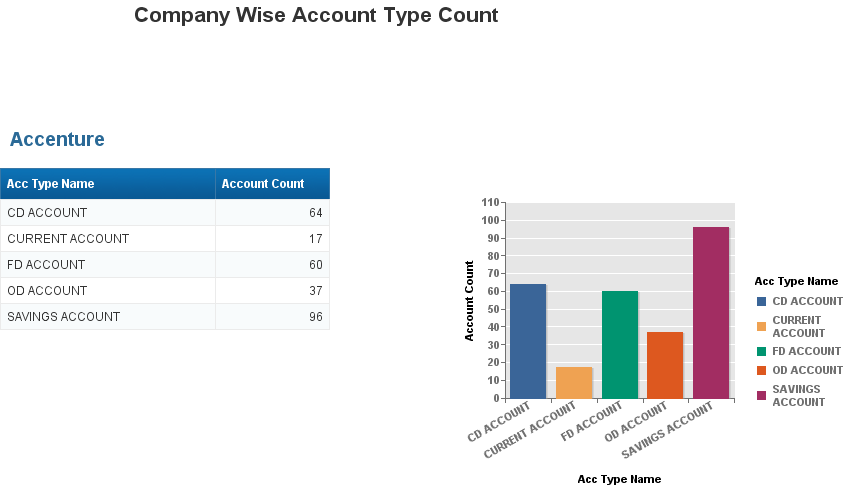 Company Wise Account Type Count
Accenture
Acc Type Name Account Count
CD ACCOUNT 64
CURRENT ACCOUNT 17
FD ACCOUNT 60
OD ACCOUNT 37
SAVINGS ACCOUNT 96
Account Count
110
100
90
80
70
60
50
40
30
20
10
0
CD ACCOUNT
CURRENT ACCOUNT
FD ACCOUNT
OD ACCOUNT
SAVINGS ACCOUNT
Acc Type Name
Acc Type Name
CD ACCOUNT
CURRENT
ACCOUNT
FD ACCOUNT
OD ACCOUNT
SAVINGS
ACCOUNT